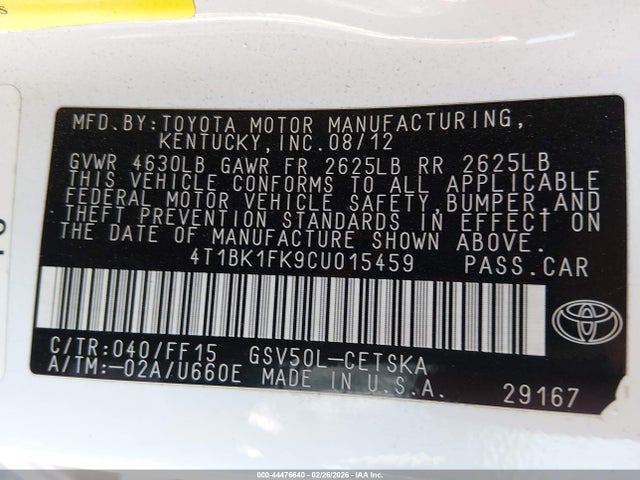 MFD.BY:TOYOTA MOTOR MANUFACTURING,
KENTUCKY, INC. 08/12
GVWR 4630LB GAWR FR 2625LB RR 2625LB
THIS VEHICLE CONFORMS TO ALL APPLICABLE
FEDERAL MOTOR VEHICLE SAFETY, BUMPER,AND
THEFT PREVENTION STANDARDS IN EFFECT ON
THE DATE OF MANUFACTURE SHOWN ABOVE.
4T1BK1FK9CU015459 PASS.CAR
C/TR:040/FF15 GSV50L-CETSKA
A/TM:-02A/U660E MADE IN U.S.A.
29167
TOYOTA
000-44476640 - 02/26/2026 - IAAI.COM